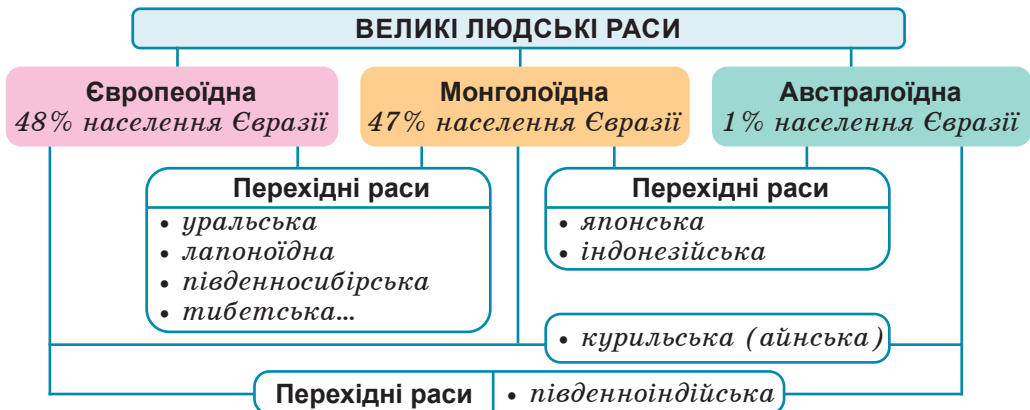 ВЕЛИКІ ЛЮДСЬКІ РАСИ
Європеоїдна
48% населення Євразії
Монголоїдна
47% населення Євразії
Австралоїдна
1% населення Євразії
Перехідні раси
• уральська
• лапоноїдна
• південносибірська
• тибетська...
Перехідні раси
• японська
• індонезійська
• курильська (айнська)
Перехідні раси
• південноіндійська